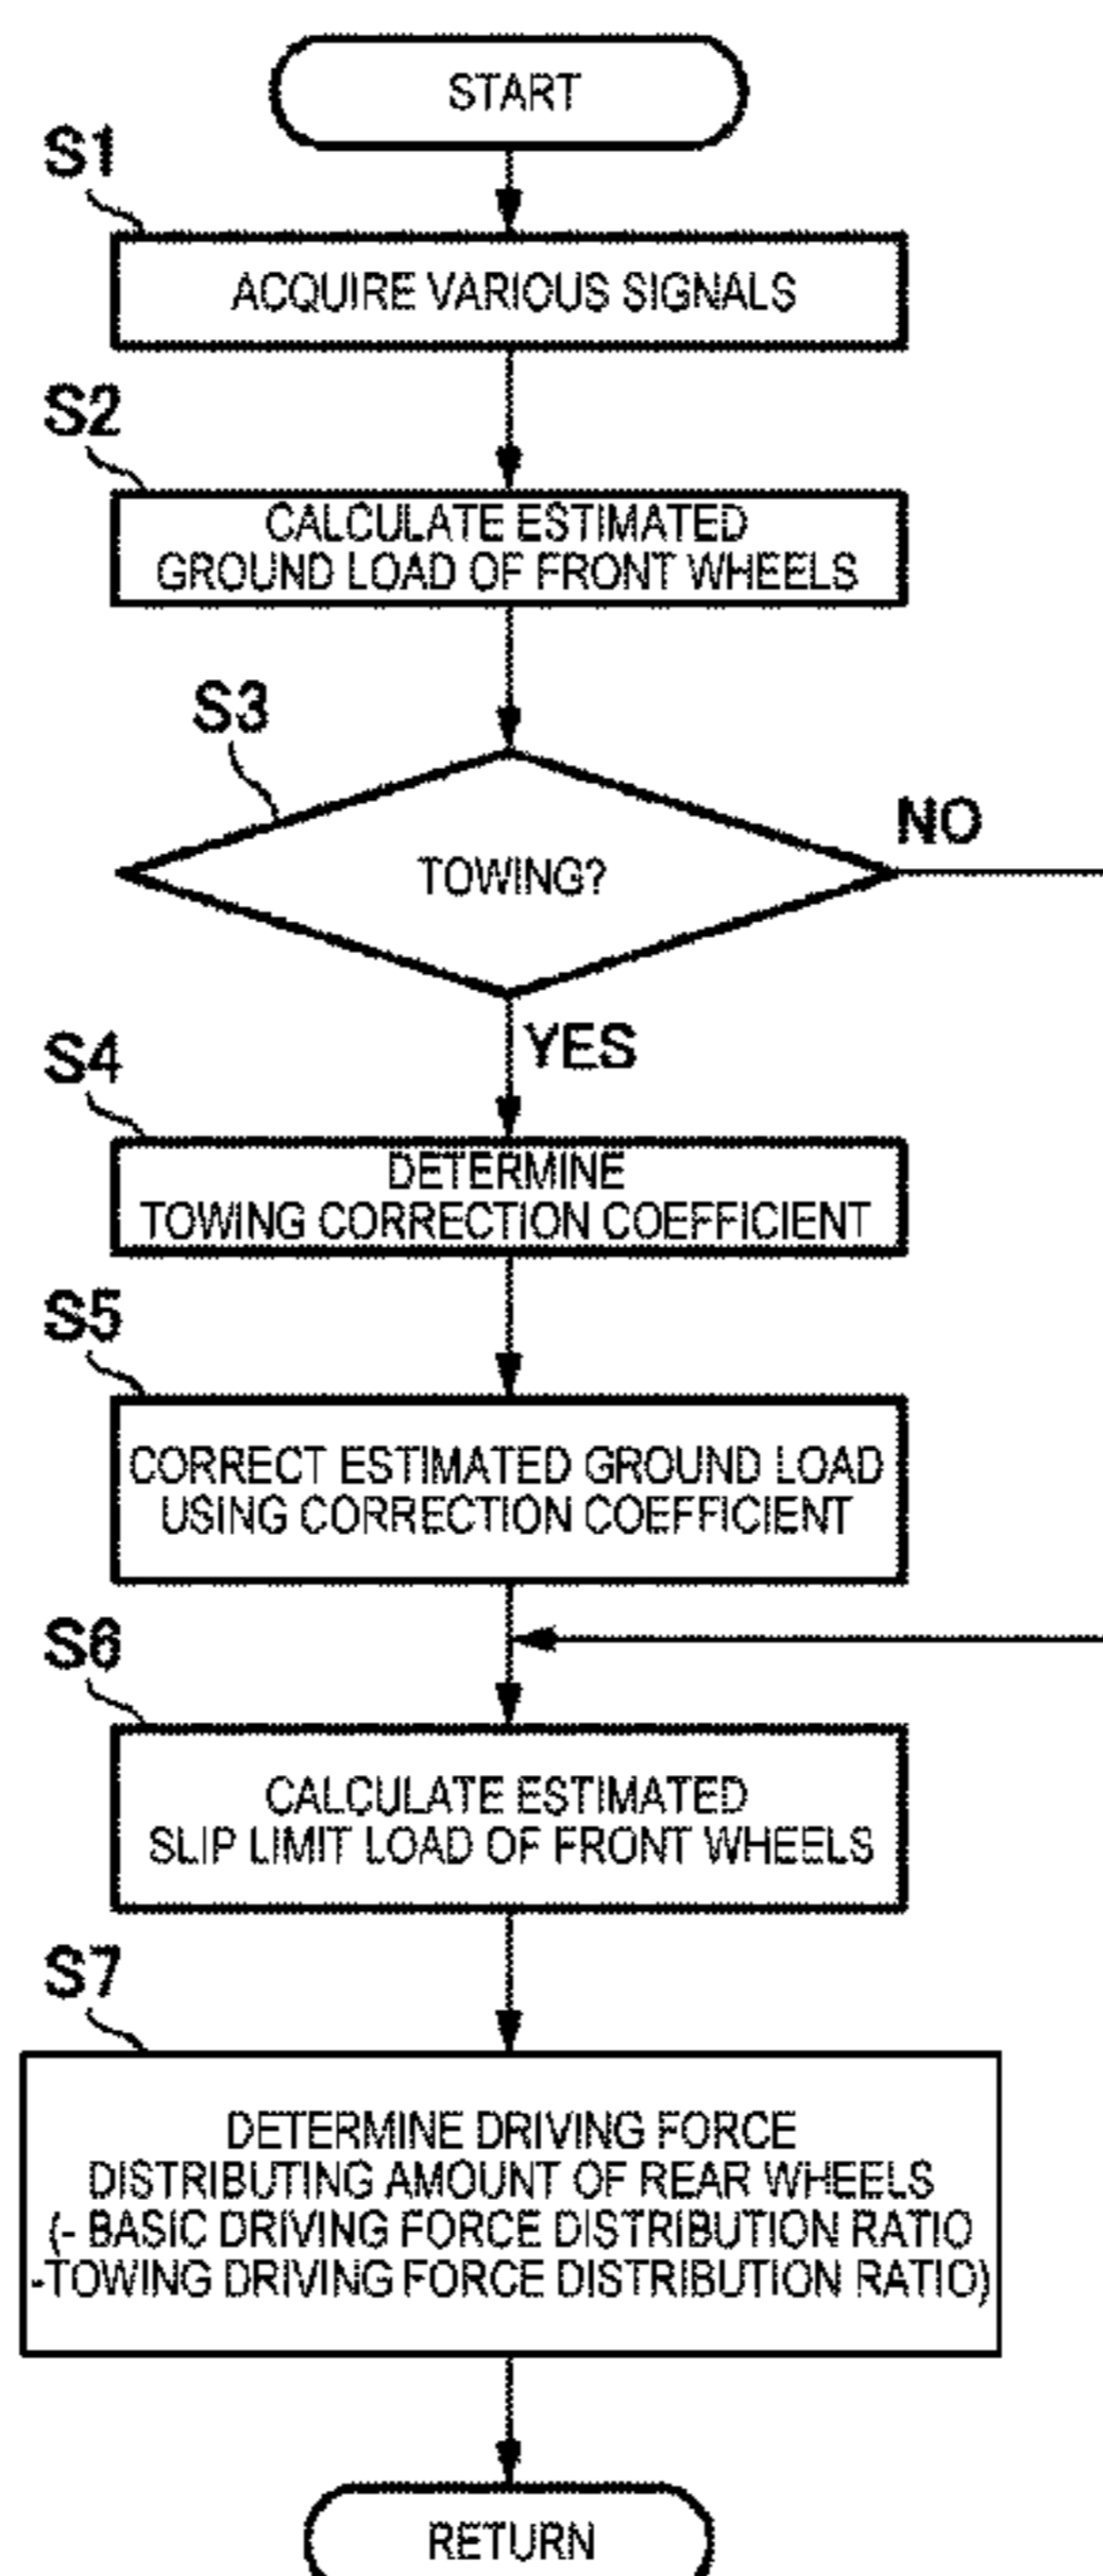 START
S1
ACQUIRE VARIOUS SIGNALS
S2
CALCULATE ESTIMATED
GROUND LOAD OF FRONT WHEELS
S3
TOWING?
NO
YES
S4
DETERMINE
TOWING CORRECTION COEFFICIENT
S5
CORRECT ESTIMATED GROUND LOAD
USING CORRECTION COEFFICIENT
S6
CALCULATE ESTIMATED
SLIP LIMIT LOAD OF FRONT WHEELS
S7
DETERMINE DRIVING FORCE
DISTRIBUTING AMOUNT OF REAR WHEELS
(- BASIC DRIVING FORCE DISTRIBUTION RATIO
-TOWING DRIVING FORCE DISTRIBUTION RATIO)
RETURN